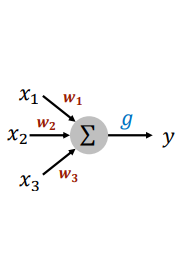 x₁ w₁
w₂ g
x₂ Σ y
w₃
x₃